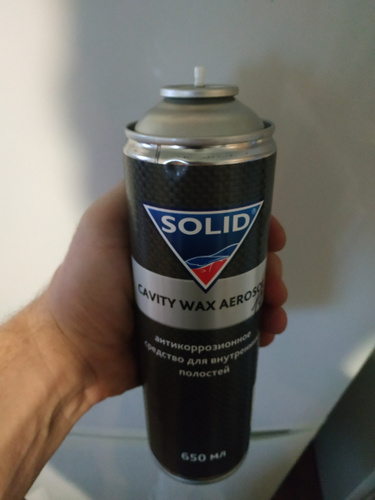 SOLID®
CAVITY WAX AEROSOL
антикоррозионное
средство для внутренних
полостей
650 мл